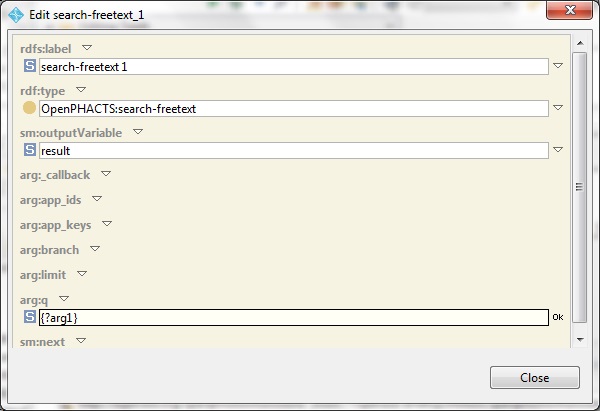 Edit search-freetext_1
rdfs:label
S search-freetext 1
rdf:type
OpenPHACTS:search-freetext
sm:outputVariable
S result
arg:_callback
arg:app_ids
arg:app_keys
arg:branch
arg:limit
arg:q
S {?arg1} Ok
sm:next
Close